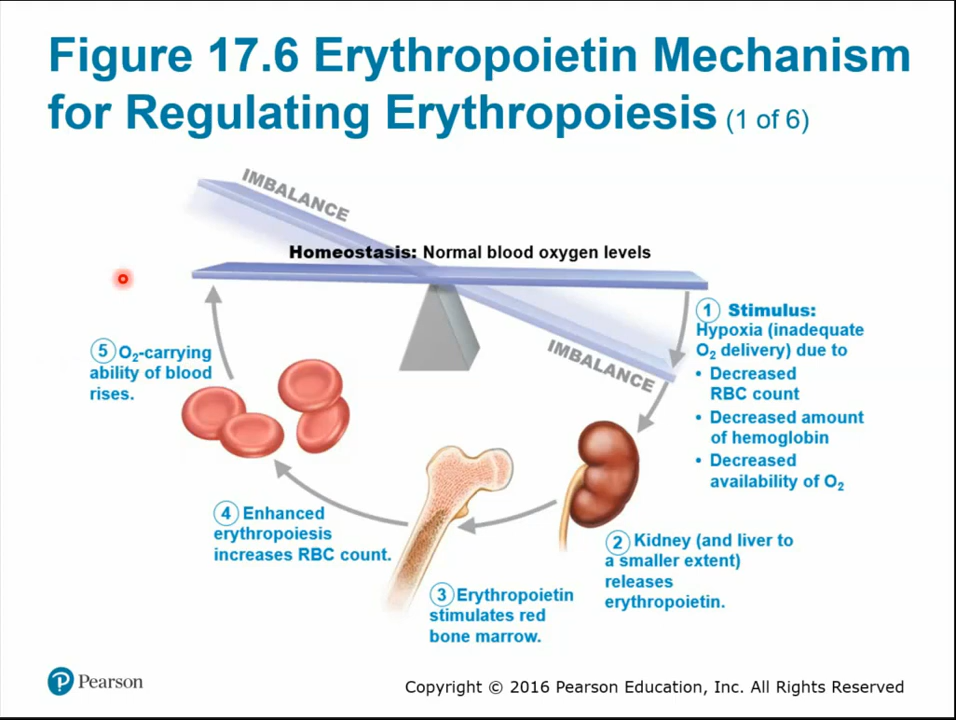 Figure 17.6 Erythropoietin Mechanism
for Regulating Erythropoiesis (1 of 6)
IMBALANCE
Homeostasis: Normal blood oxygen levels
1 Stimulus:
Hypoxia (inadequate
O2 delivery) due to
• Decreased
RBC count
• Decreased amount
of hemoglobin
• Decreased
availability of O2
IMBALANCE
2 Kidney (and liver to
a smaller extent)
releases
erythropoietin.
3 Erythropoietin
stimulates red
bone marrow.
4 Enhanced
erythropoiesis
increases RBC count.
5 O2-carrying
ability of blood
rises.
P Pearson
Copyright © 2016 Pearson Education, Inc. All Rights Reserved